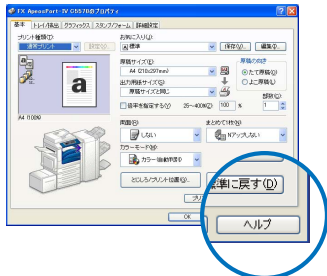 FX ApeosPort-IV C5570のプロパティ
基本 トレイ/排出 グラフィックス スタンプ/フォーム 詳細設定
プリント種類(T):
通常プリント 設定(S)...
お気に入り(J):
標準 保存(V)... 編集(I)...
原稿サイズ(E):
A4 (210x297mm)
出力用紙サイズ(G):
原稿サイズと同じ
原稿の向き
たて原稿(Q)
よこ原稿(L)
部数(C):
倍率を指定する(Y) 25～400%(Z) 100 % 1
a
A4 (100%)
両面(F):
しない
まとめて1枚(N):
Nアップ(しない)
カラーモード(M):
カラー(自動判別)
とじしろ/プリント位置(B)...
標準に戻す(D)
OK
ヘルプ